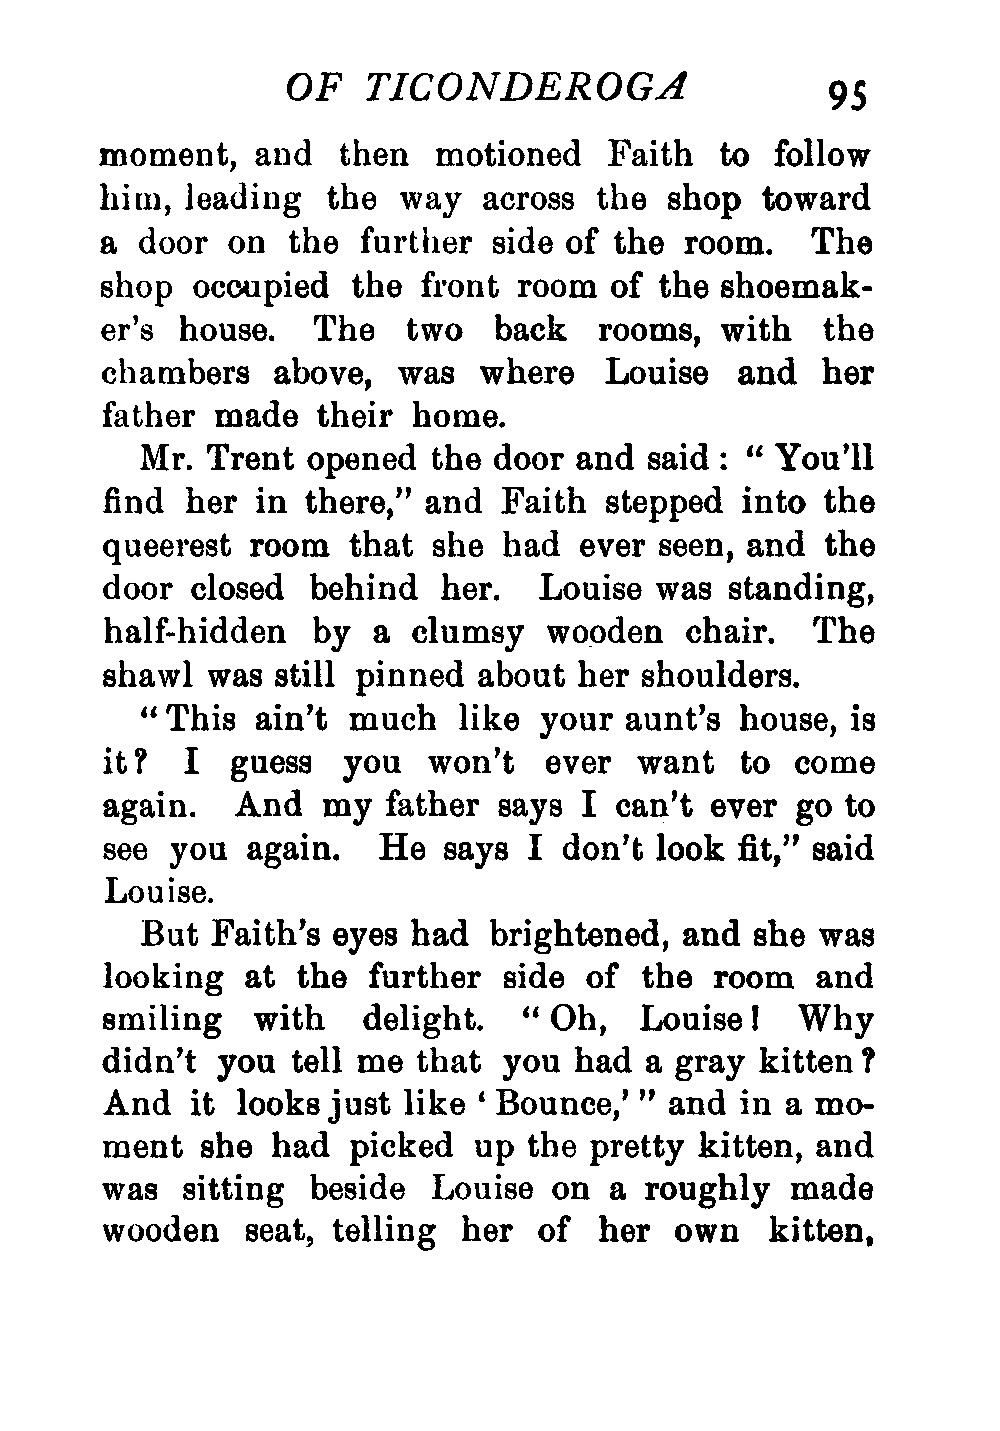 OF TICONDEROGA 95
moment, and then motioned Faith to follow
him, leading the way across the shop toward
a door on the further side of the room. The
shop occupied the front room of the shoemak-
er's house. The two back rooms, with the
chambers above, was where Louise and her
father made their home.
Mr. Trent opened the door and said : " You'll
find her in there," and Faith stepped into the
queerest room that she had ever seen, and the
door closed behind her. Louise was standing,
half-hidden by a clumsy wooden chair. The
shawl was still pinned about her shoulders.
" This ain't much like your aunt's house, is
it? I guess you won't ever want to come
again. And my father says I can't ever go to
see you again. He says I don't look fit," said
Louise.
But Faith's eyes had brightened, and she was
looking at the further side of the room and
smiling with delight. " Oh, Louise! Why
didn't you tell me that you had a gray kitten?
And it looks just like ' Bounce,' " and in a mo-
ment she had picked up the pretty kitten, and
was sitting beside Louise on a roughly made
wooden seat, telling her of her own kitten,